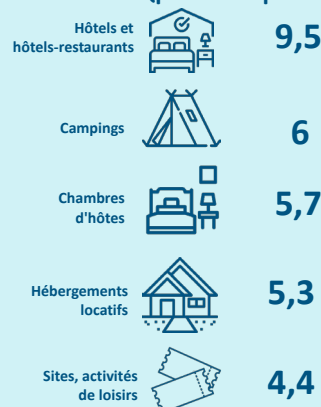 Hôtels et
hôtels-restaurants
9,5
Campings
6
Chambres
d'hôtes
5,7
Hébergements
locatifs
5,3
Sites, activités
de loisirs
4,4